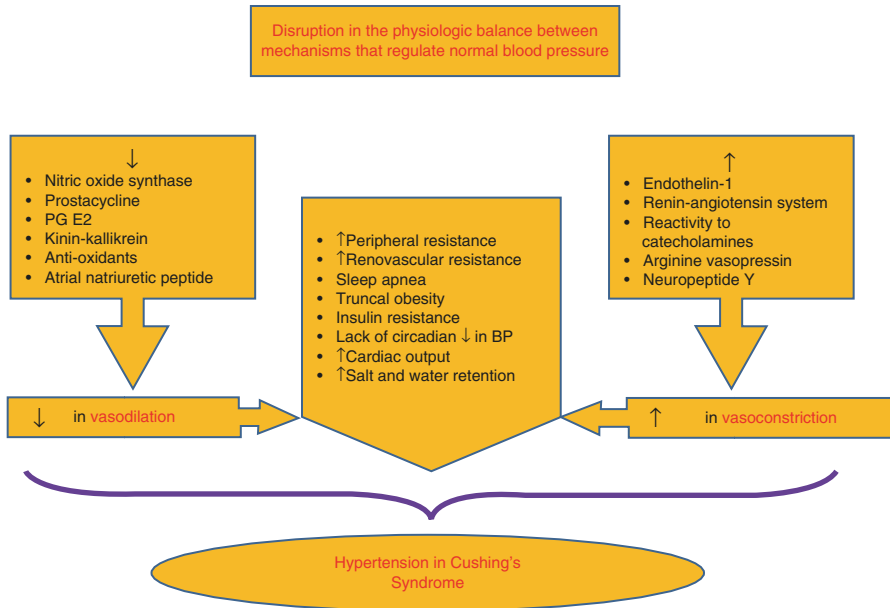 Disruption in the physiologic balance between
mechanisms that regulate normal blood pressure
↓
• Nitric oxide synthase
• Prostacycline
• PG E2
• Kinin-kallikrein
• Anti-oxidants
• Atrial natriuretic peptide
• ↑Peripheral resistance
• ↑Renovascular resistance
• Sleep apnea
• Truncal obesity
• Insulin resistance
• Lack of circadian ↓ in BP
• ↑Cardiac output
• ↑Salt and water retention
↑
• Endothelin-1
• Renin-angiotensin system
• Reactivity to
catecholamines
• Arginine vasopressin
• Neuropeptide Y
↓ in vasodilation
↑ in vasoconstriction
Hypertension in Cushing's
Syndrome